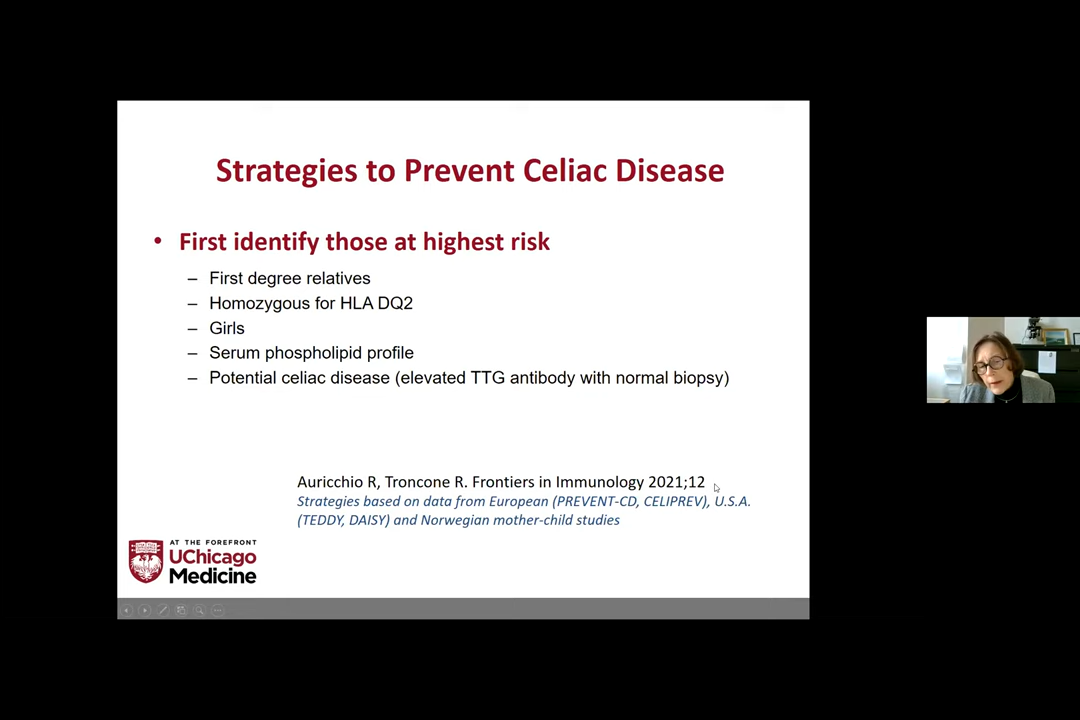 Strategies to Prevent Celiac Disease
• First identify those at highest risk
– First degree relatives
– Homozygous for HLA DQ2
– Girls
– Serum phospholipid profile
– Potential celiac disease (elevated TTG antibody with normal biopsy)
Auricchio R, Troncone R. Frontiers in Immunology 2021;12
Strategies based on data from European (PREVENT-CD, CELIPREV), U.S.A.
(TEDDY, DAISY) and Norwegian mother-child studies
AT THE FOREFRONT
UChicago
Medicine